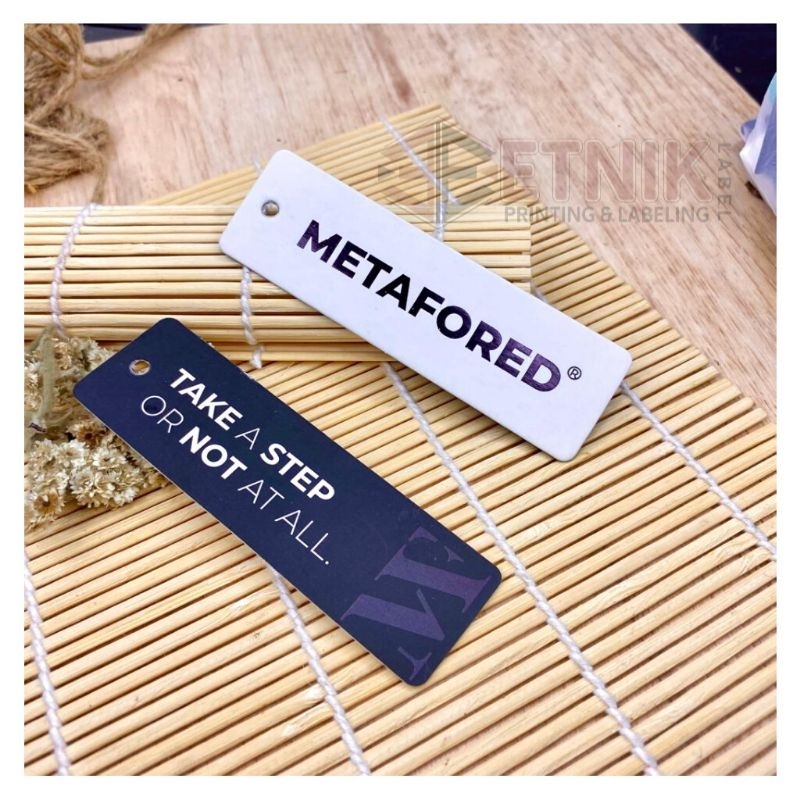 ETNIK
LABEL
PRINTING & LABELING
METAFORED®
TAKE A STEP
OR NOT AT ALL.